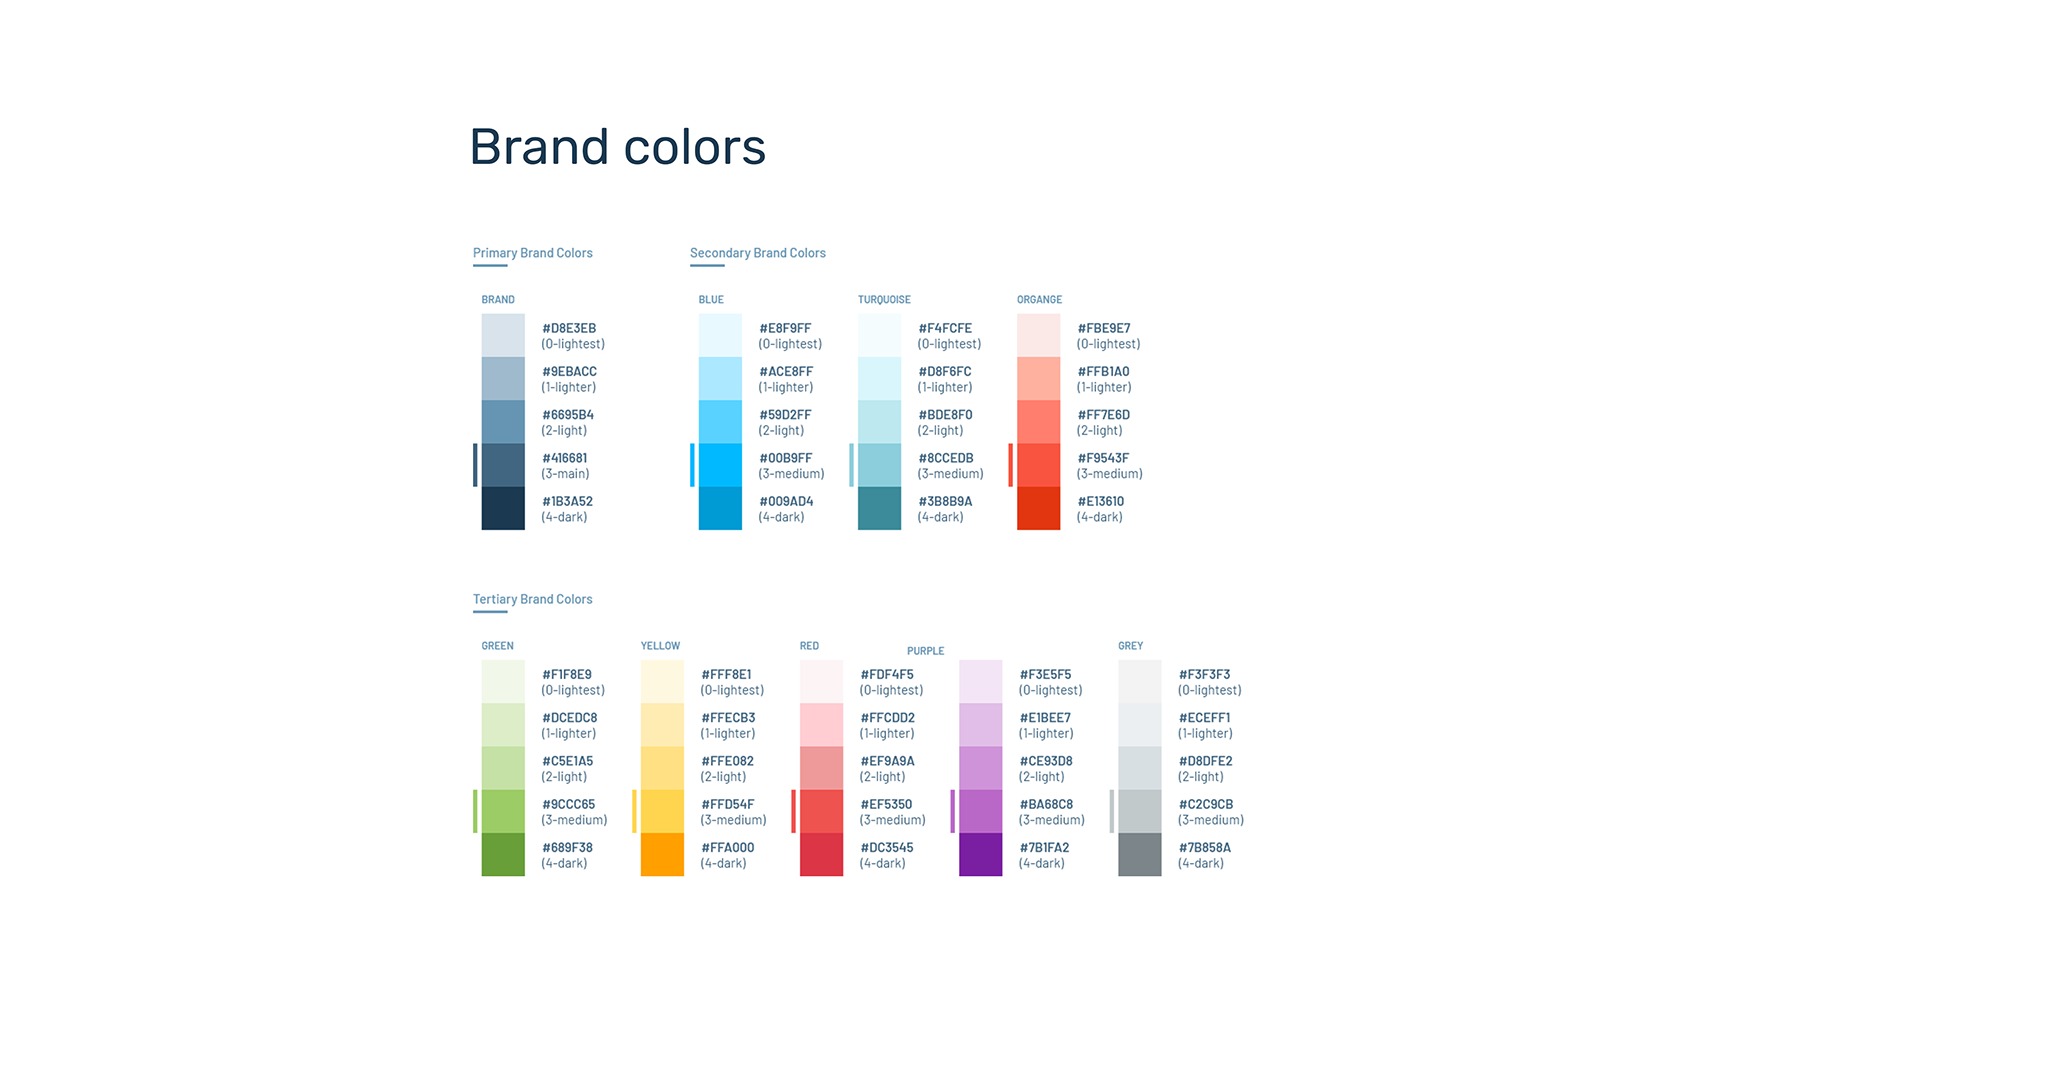 Brand colors
Primary Brand Colors
BRAND
#D8E3EB
(0-lightest)
#9EBACC
(1-lighter)
#6695B4
(2-light)
#416681
(3-main)
#1B3A52
(4-dark)
Secondary Brand Colors
BLUE
#E8F9FF
(0-lightest)
#ACE8FF
(1-lighter)
#59D2FF
(2-light)
#00B9FF
(3-medium)
#009AD4
(4-dark)
TURQUOISE
#F4FCFE
(0-lightest)
#D8F6FC
(1-lighter)
#BDE8F0
(2-light)
#8CCEDB
(3-medium)
#3B8B9A
(4-dark)
ORGANGE
#FBE9E7
(0-lightest)
#FFB1A0
(1-lighter)
#FF7E6D
(2-light)
#F9543F
(3-medium)
#E13610
(4-dark)
Tertiary Brand Colors
GREEN
#F1F8E9
(0-lightest)
#DCEDC8
(1-lighter)
#C5E1A5
(2-light)
#9CCC65
(3-medium)
#689F38
(4-dark)
YELLOW
#FFF8E1
(0-lightest)
#FFECB3
(1-lighter)
#FFE082
(2-light)
#FFD54F
(3-medium)
#FFA000
(4-dark)
RED
#FDF4F5
(0-lightest)
#FFCDD2
(1-lighter)
#EF9A9A
(2-light)
#EF5350
(3-medium)
#DC3545
(4-dark)
PURPLE
#F3E5F5
(0-lightest)
#E1BEE7
(1-lighter)
#CE93D8
(2-light)
#BA68C8
(3-medium)
#7B1FA2
(4-dark)
GREY
#F3F3F3
(0-lightest)
#ECEFF1
(1-lighter)
#D8DFE2
(2-light)
#C2C9CB
(3-medium)
#7B858A
(4-dark)